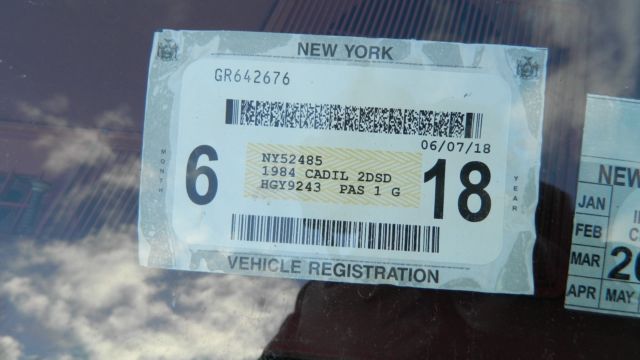 NEW YORK
GR642676
06/07/18
MONTH
6
NY52485
1984 CADIL 2DSD
HGY9243 PAS 1 G
18
YEAR
VEHICLE REGISTRATION
NEW
JAN
FEB
MAR
APR MAY